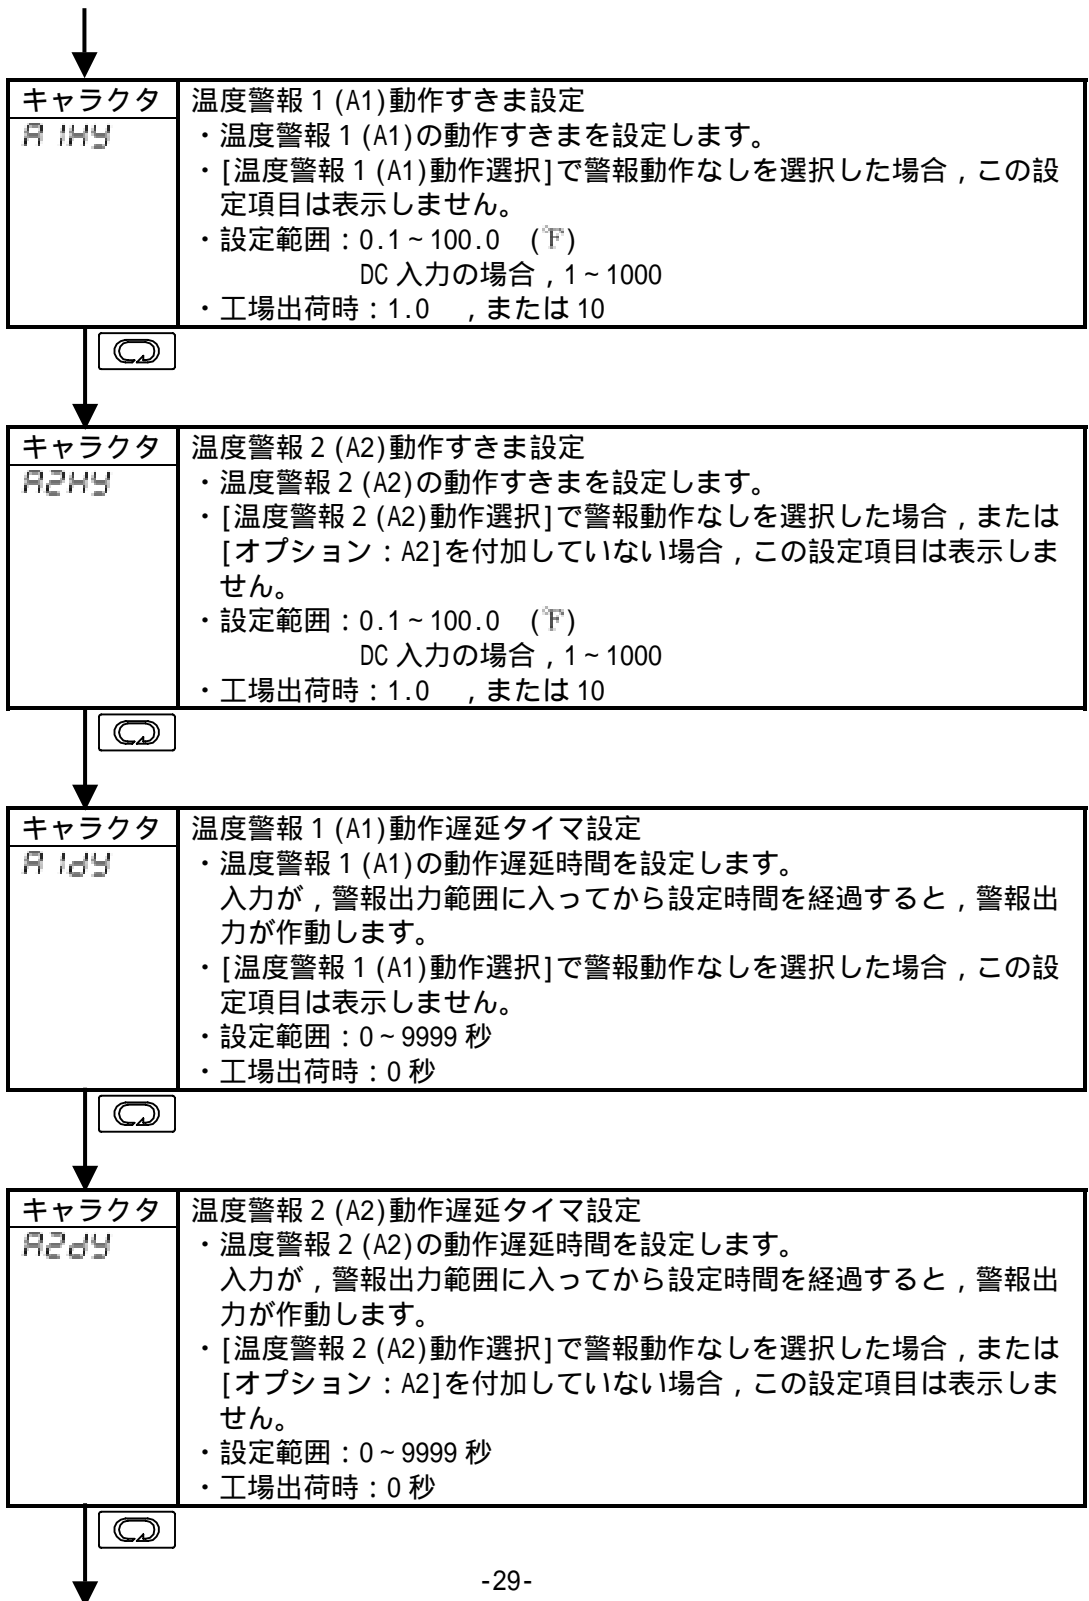 キャラクタ
温度警報 1 (A1)動作すきま設定
A1HY
・温度警報 1 (A1)の動作すきまを設定します。
・[温度警報 1 (A1)動作選択]で警報動作なしを選択した場合，この設
定項目は表示しません。
・設定範囲：0.1～100.0 (℉)
DC 入力の場合，1～1000
・工場出荷時：1.0 ，または 10
キャラクタ
温度警報 2 (A2)動作すきま設定
A2HY
・温度警報 2 (A2)の動作すきまを設定します。
・[温度警報 2 (A2)動作選択]で警報動作なしを選択した場合，または
[オプション：A2]を付加していない場合，この設定項目は表示しま
せん。
・設定範囲：0.1～100.0 (℉)
DC 入力の場合，1～1000
・工場出荷時：1.0 ，または 10
キャラクタ
温度警報 1 (A1)動作遅延タイマ設定
A1dY
・温度警報 1 (A1)の動作遅延時間を設定します。
入力が，警報出力範囲に入ってから設定時間を経過すると，警報出
力が作動します。
・[温度警報 1 (A1)動作選択]で警報動作なしを選択した場合，この設
定項目は表示しません。
・設定範囲：0～9999 秒
・工場出荷時：0 秒
キャラクタ
温度警報 2 (A2)動作遅延タイマ設定
A2dY
・温度警報 2 (A2)の動作遅延時間を設定します。
入力が，警報出力範囲に入ってから設定時間を経過すると，警報出
力が作動します。
・[温度警報 2 (A2)動作選択]で警報動作なしを選択した場合，または
[オプション：A2]を付加していない場合，この設定項目は表示しま
せん。
・設定範囲：0～9999 秒
・工場出荷時：0 秒
-29-